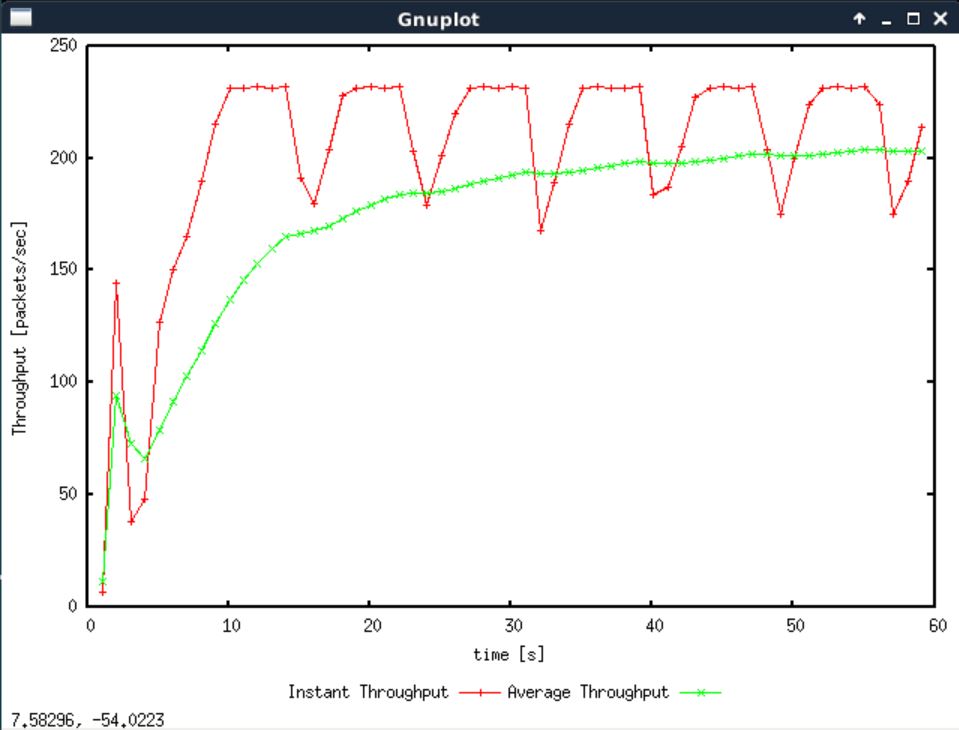 Gnuplot
250
200
150
100
50
0
Throughput [packets/sec]
0 10 20 30 40 50 60
time [s]
Instant Throughput Average Throughput
7.58296, -54.0223